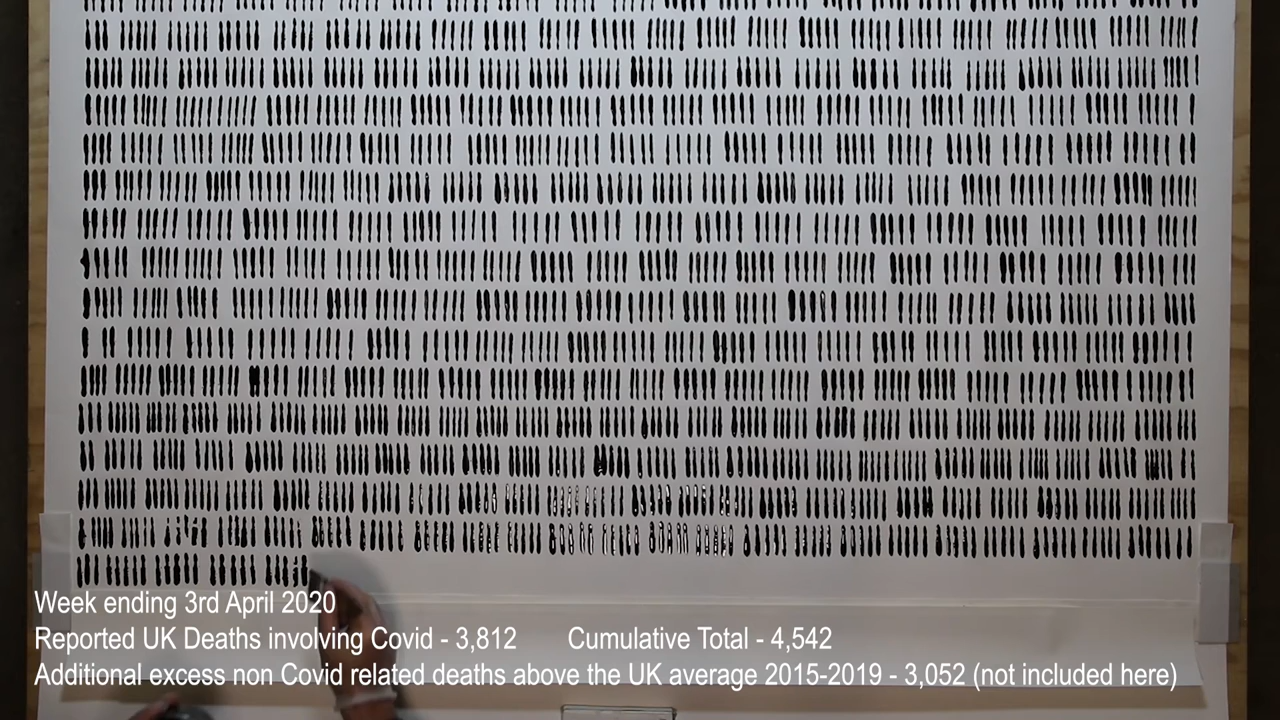 Week ending 3rd April 2020
Reported UK Deaths involving Covid - 3,812 Cumulative Total - 4,542
Additional excess non Covid related deaths above the UK average 2015-2019 - 3,052 (not included here)